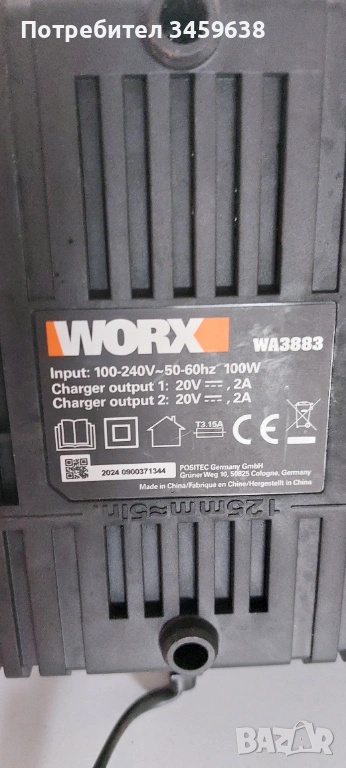 Потребител 3459638
WORX WA3883
Input: 100-240V~50-60hz 100W
Charger output 1: 20V ⎓, 2A
Charger output 2: 20V ⎓, 2A
T3.15A
CE
2024 0900371344
POSITEC Germany GmbH
Grüner Weg 10, 50825 Cologne, Germany
Made in China/Fabriqué en Chine/Hergestellt in China
125mm≈5in.
BAZAR